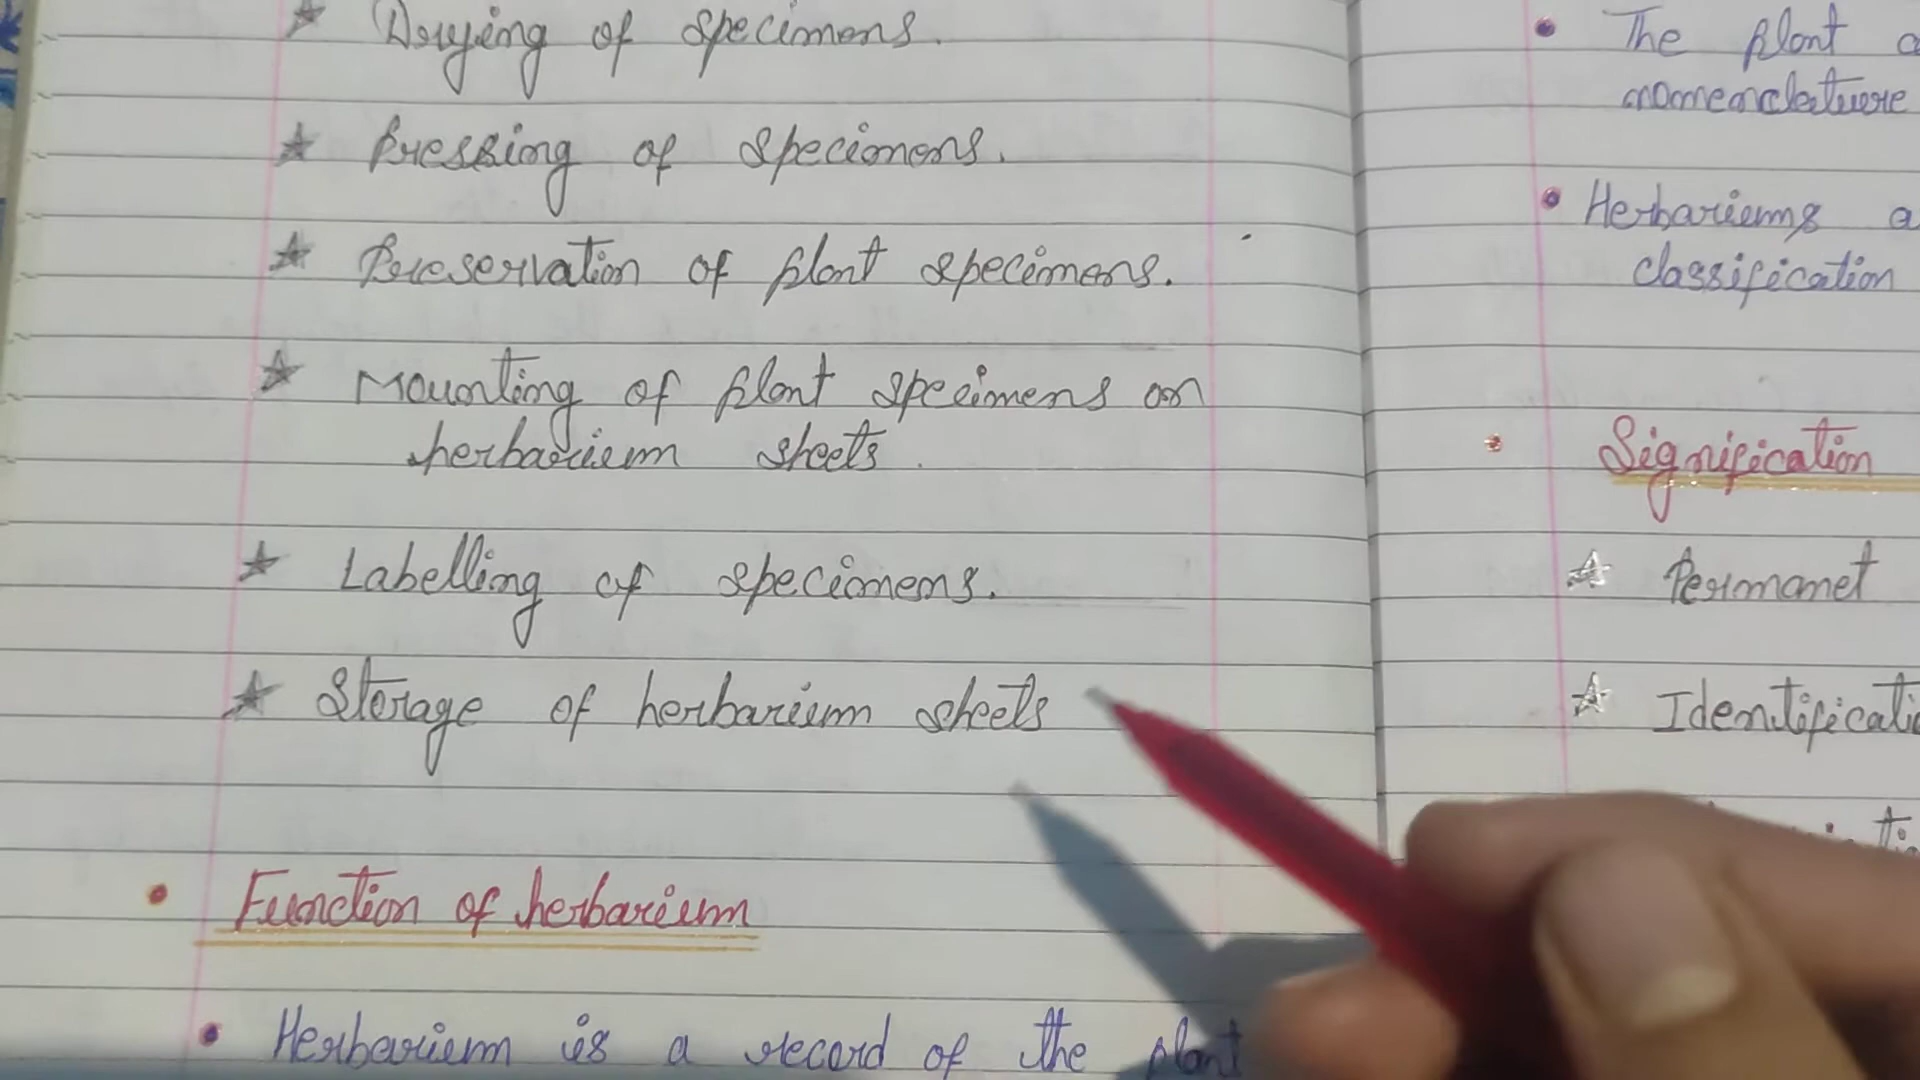 Drying of specimens.
Pressing of specimens.
Preservation of plant specimens.
Mounting of plant specimens on
herbarium sheets.
Labelling of specimens.
Storage of herbarium sheets
Function of herbarium
Herbarium is a record of the plant
The plant
nomenclature
Herbariums
classification
Signification
Permanet